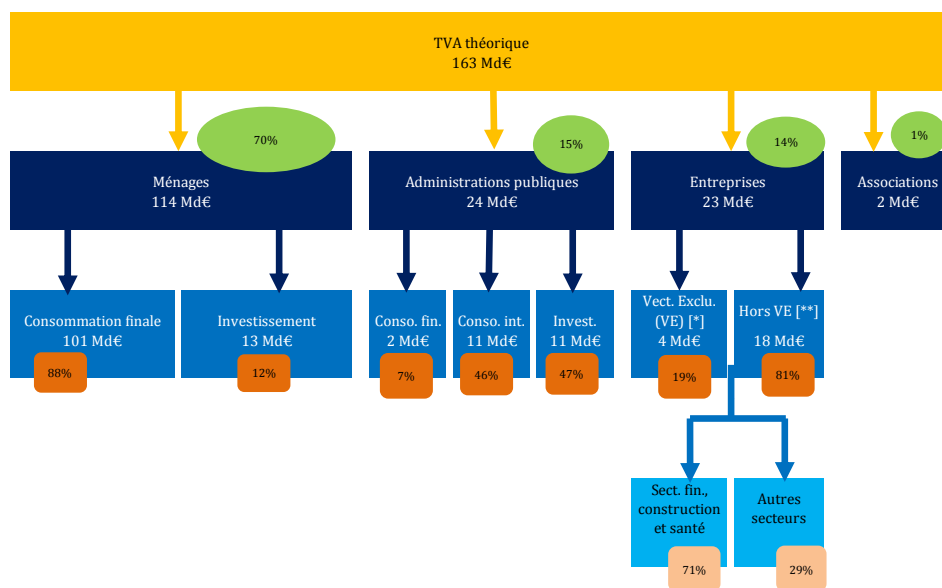 TVA théorique
163 Md€
70%
15%
14%
1%
Ménages
114 Md€
Administrations publiques
24 Md€
Entreprises
23 Md€
Associations
2 Md€
Consommation finale
101 Md€
88%
Investissement
13 Md€
12%
Conso. fin.
2 Md€
7%
Conso. int.
11 Md€
46%
Invest.
11 Md€
47%
Vect. Exclu.
(VE) [*]
4 Md€
19%
Hors VE [**]
18 Md€
81%
Sect. fin.,
construction
et santé
71%
Autres
secteurs
29%